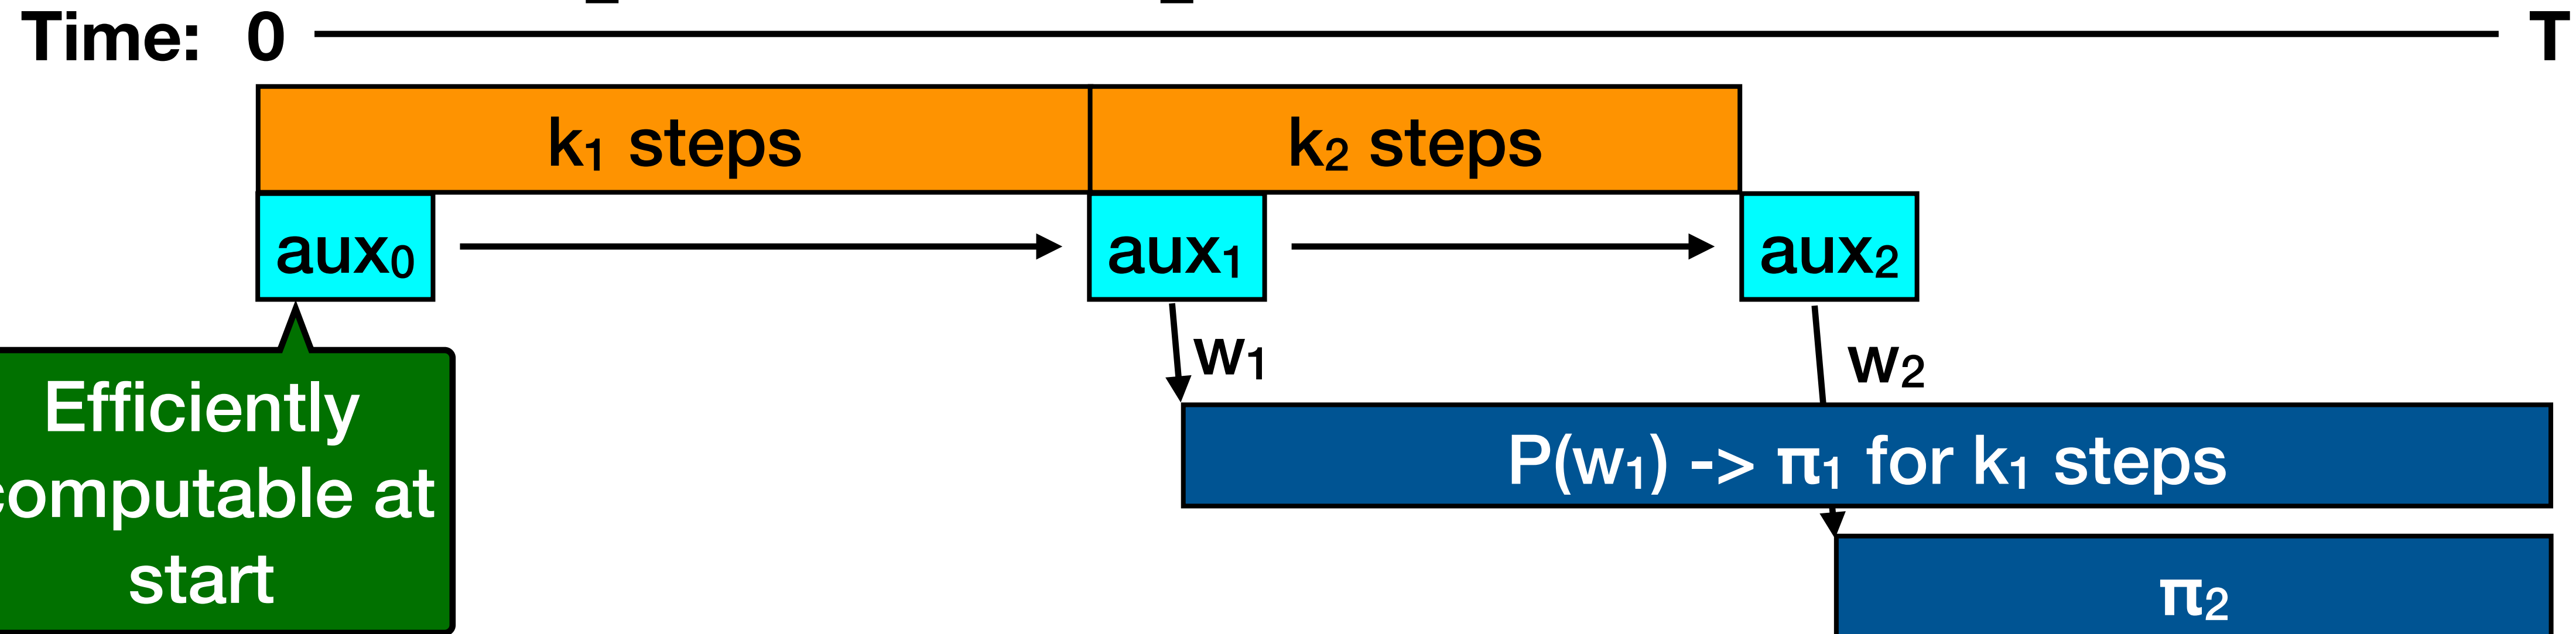 Time: 0 T
k₁ steps k₂ steps
aux₀ aux₁ aux₂
w₁ w₂
Efficiently
computable at
start
P(w₁) -> π₁ for k₁ steps
π₂